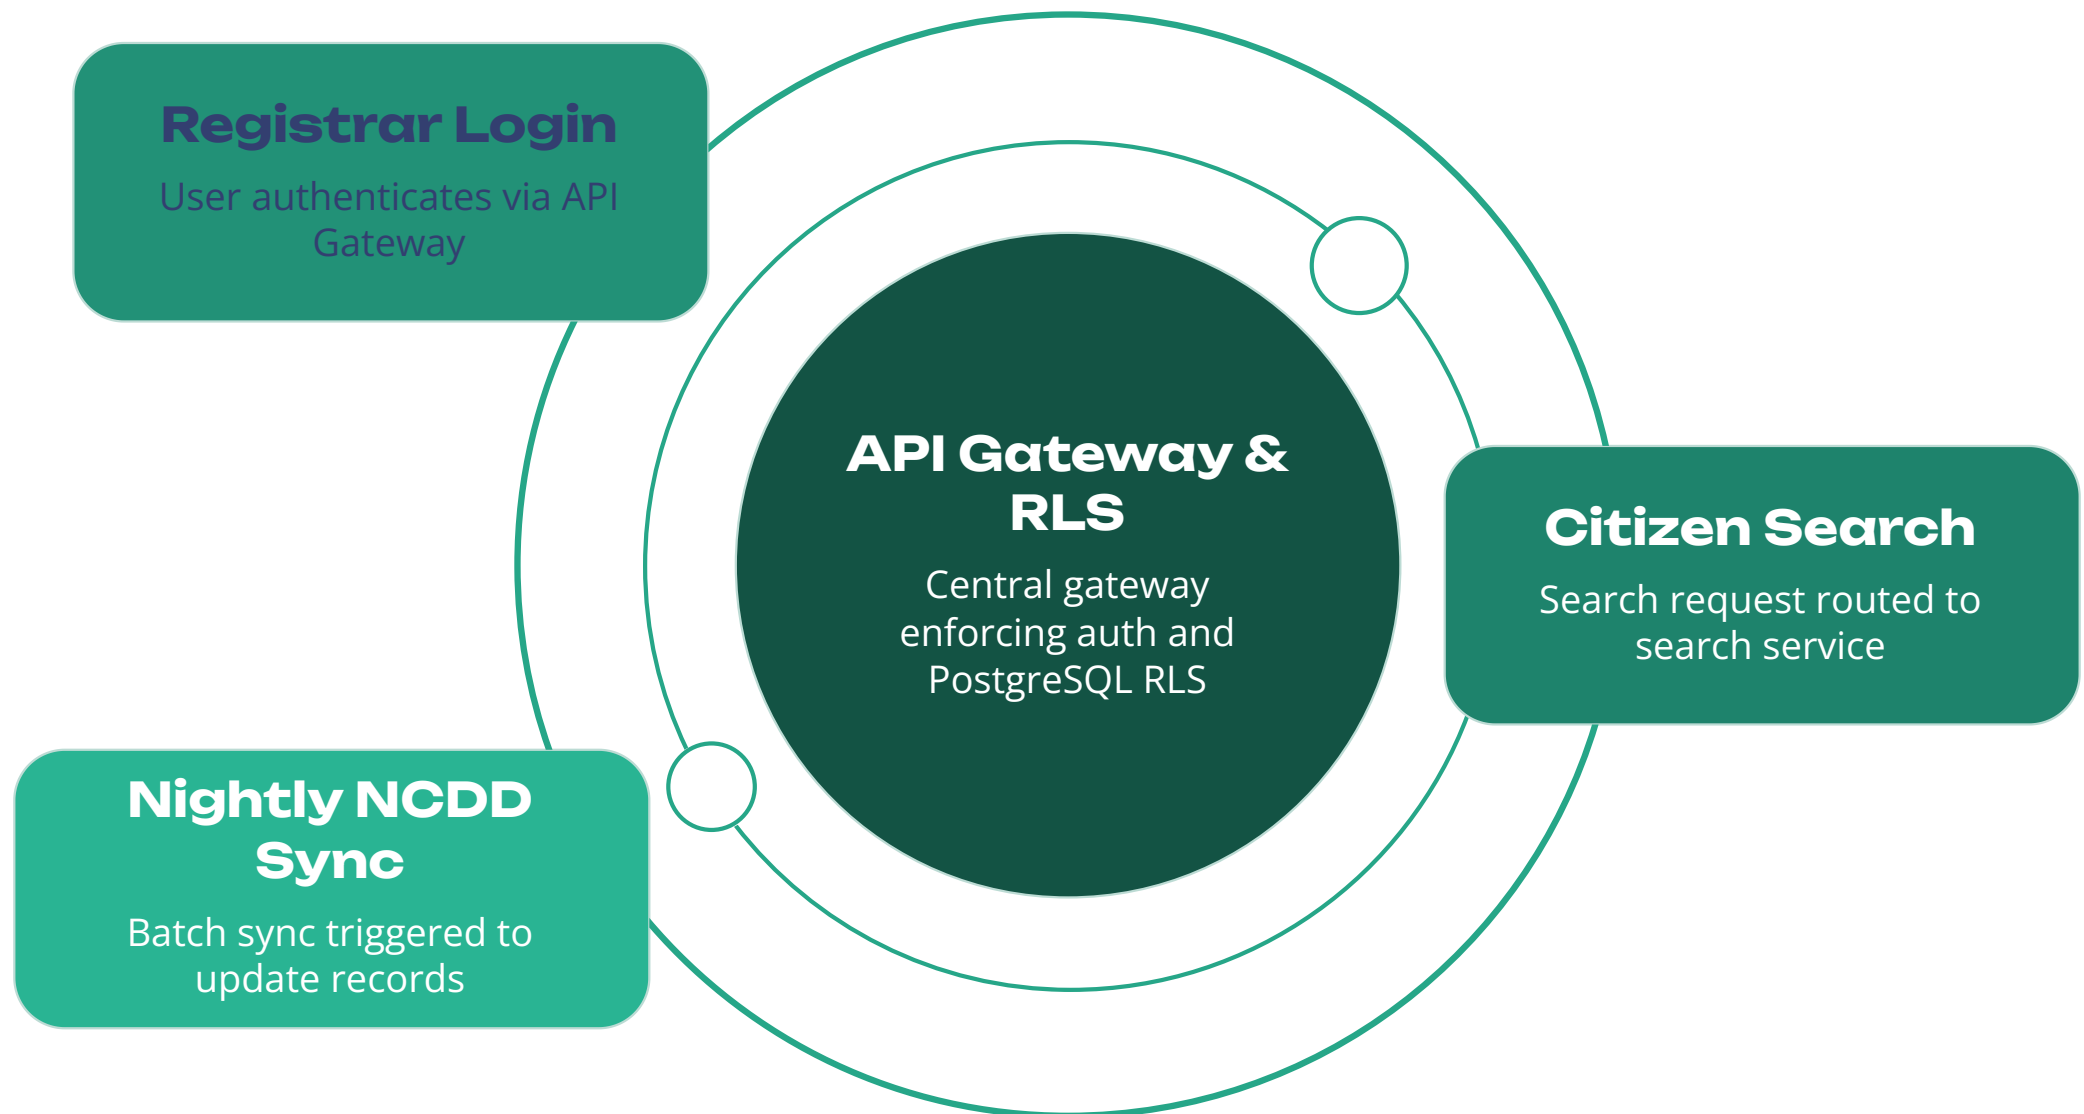 Registrar Login
User authenticates via API
Gateway
API Gateway &
RLS
Central gateway
enforcing auth and
PostgreSQL RLS
Citizen Search
Search request routed to
search service
Nightly NCDD
Sync
Batch sync triggered to
update records